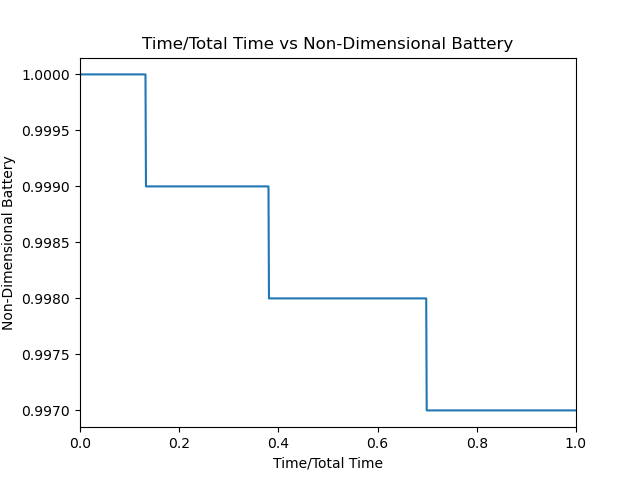 Time/Total Time vs Non-Dimensional Battery
1.0000
0.9995
0.9990
0.9985
0.9980
0.9975
0.9970
Non-Dimensional Battery
0.0 0.2 0.4 0.6 0.8 1.0
Time/Total Time